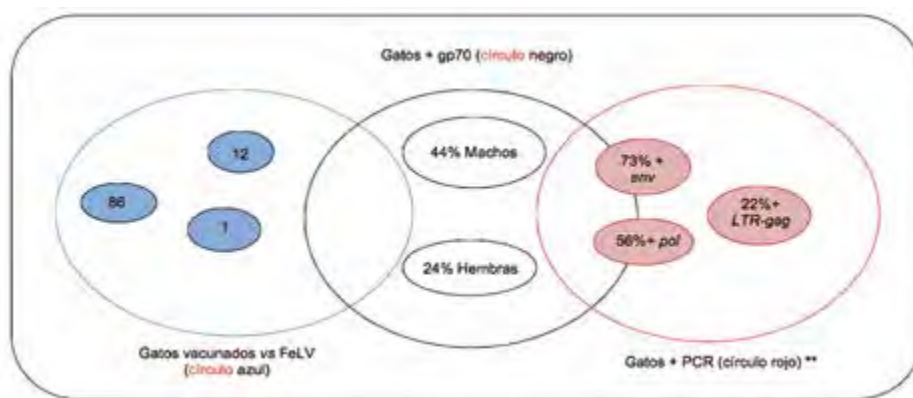 Gatos + gp70 (círculo negro)
12
44% Machos
73% +
env
86
22%+
LTR-gag
1
56%+ pol
24% Hembras
Gatos vacunados vs FeLV
(círculo azul)
Gatos + PCR (círculo rojo) **